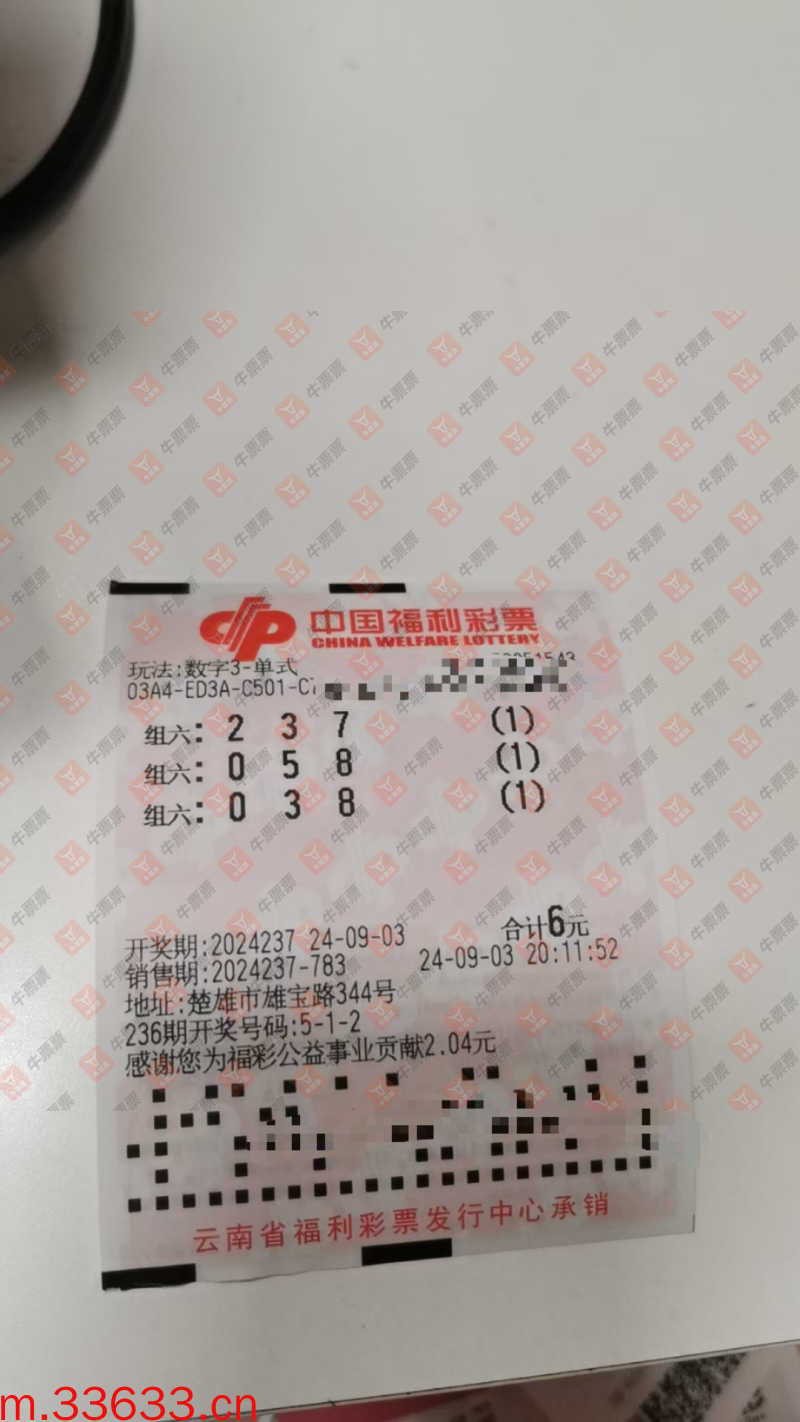 中国福利彩票
CHINA WELFARE LOTTERY
玩法:数字3-单式
03A4-ED3A-C501-C
组六: 2 3 7 (1)
组六: 0 5 8 (1)
组六: 0 3 8 (1)
合计6元
开奖期:2024237 24-09-03
销售期:2024237-783 24-09-03 20:11:52
地址:楚雄市雄宝路344号
236期开奖号码:5-1-2
感谢您为福彩公益事业贡献2.04元
云南省福利彩票发行中心承销
牛票票
m.33633.cn